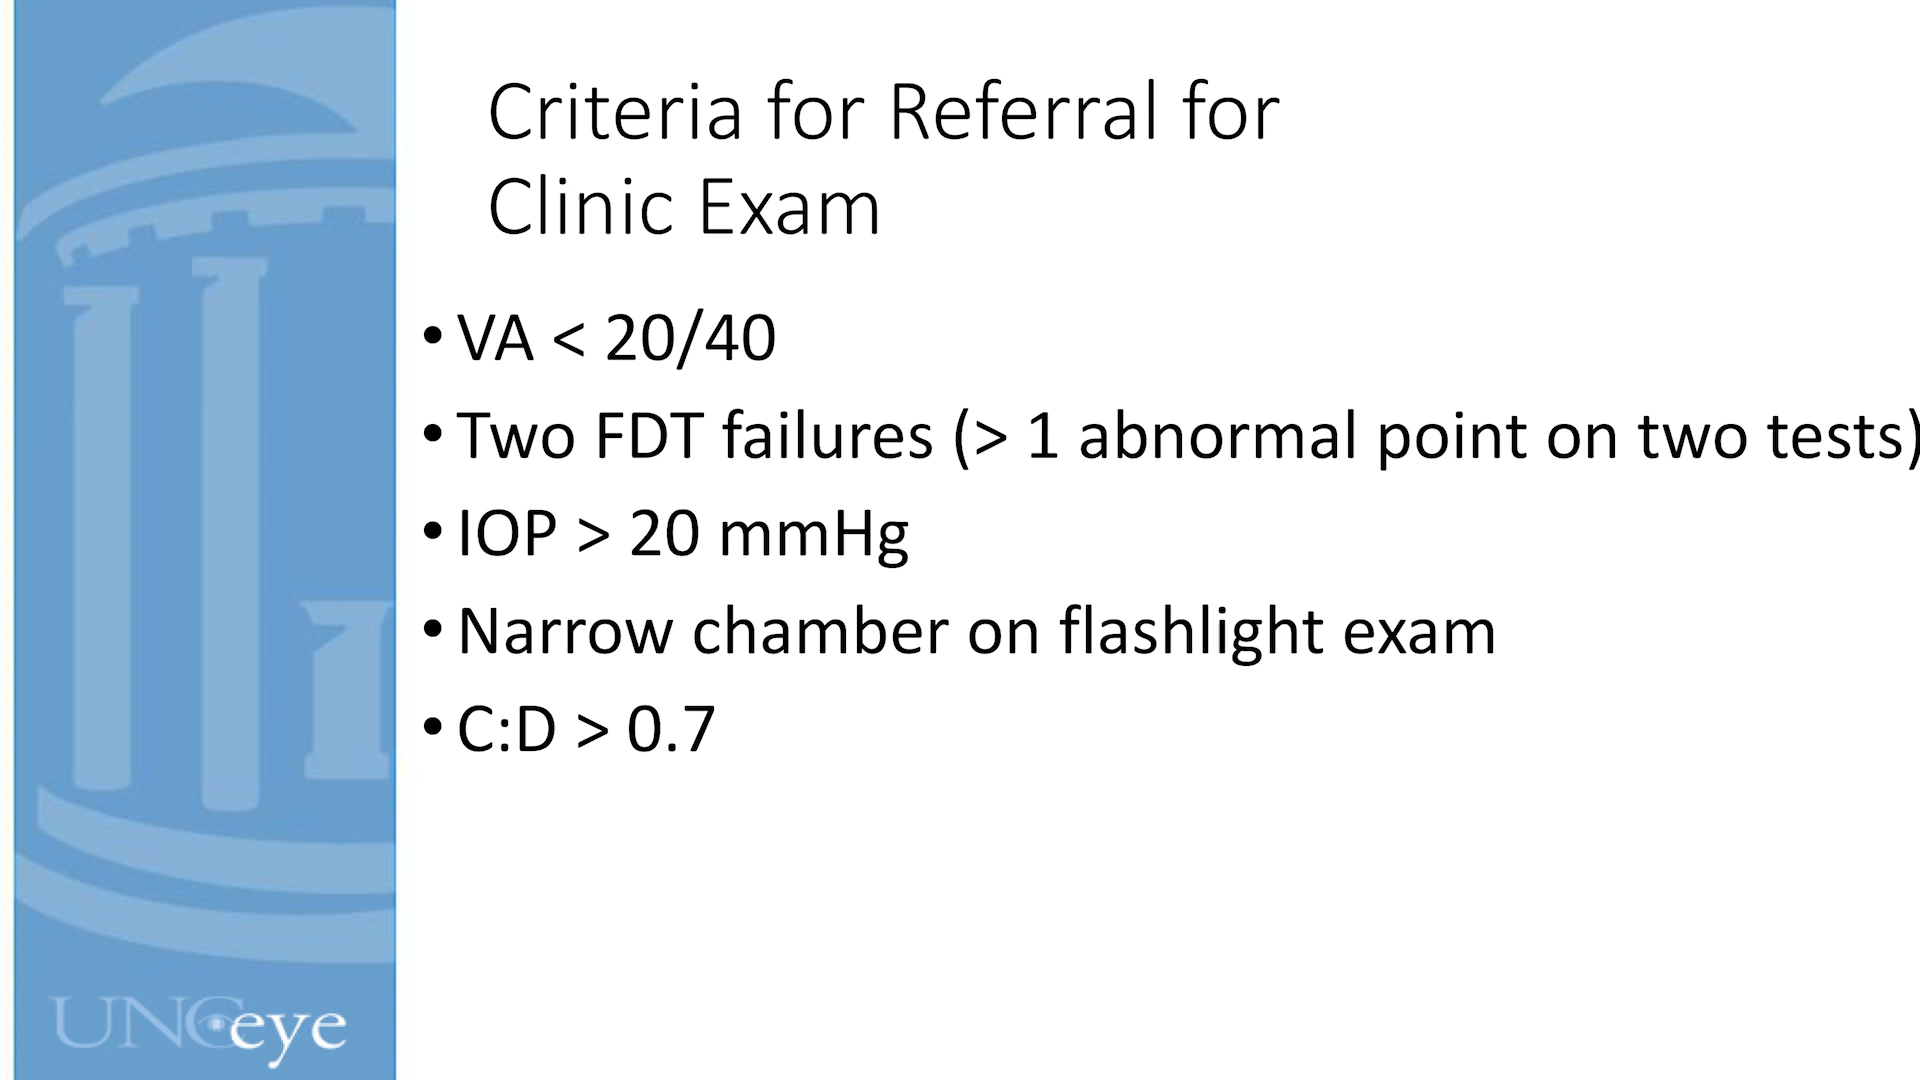 Criteria for Referral for
Clinic Exam
• VA < 20/40
• Two FDT failures (> 1 abnormal point on two tests)
• IOP > 20 mmHg
• Narrow chamber on flashlight exam
• C:D > 0.7
UNCeye